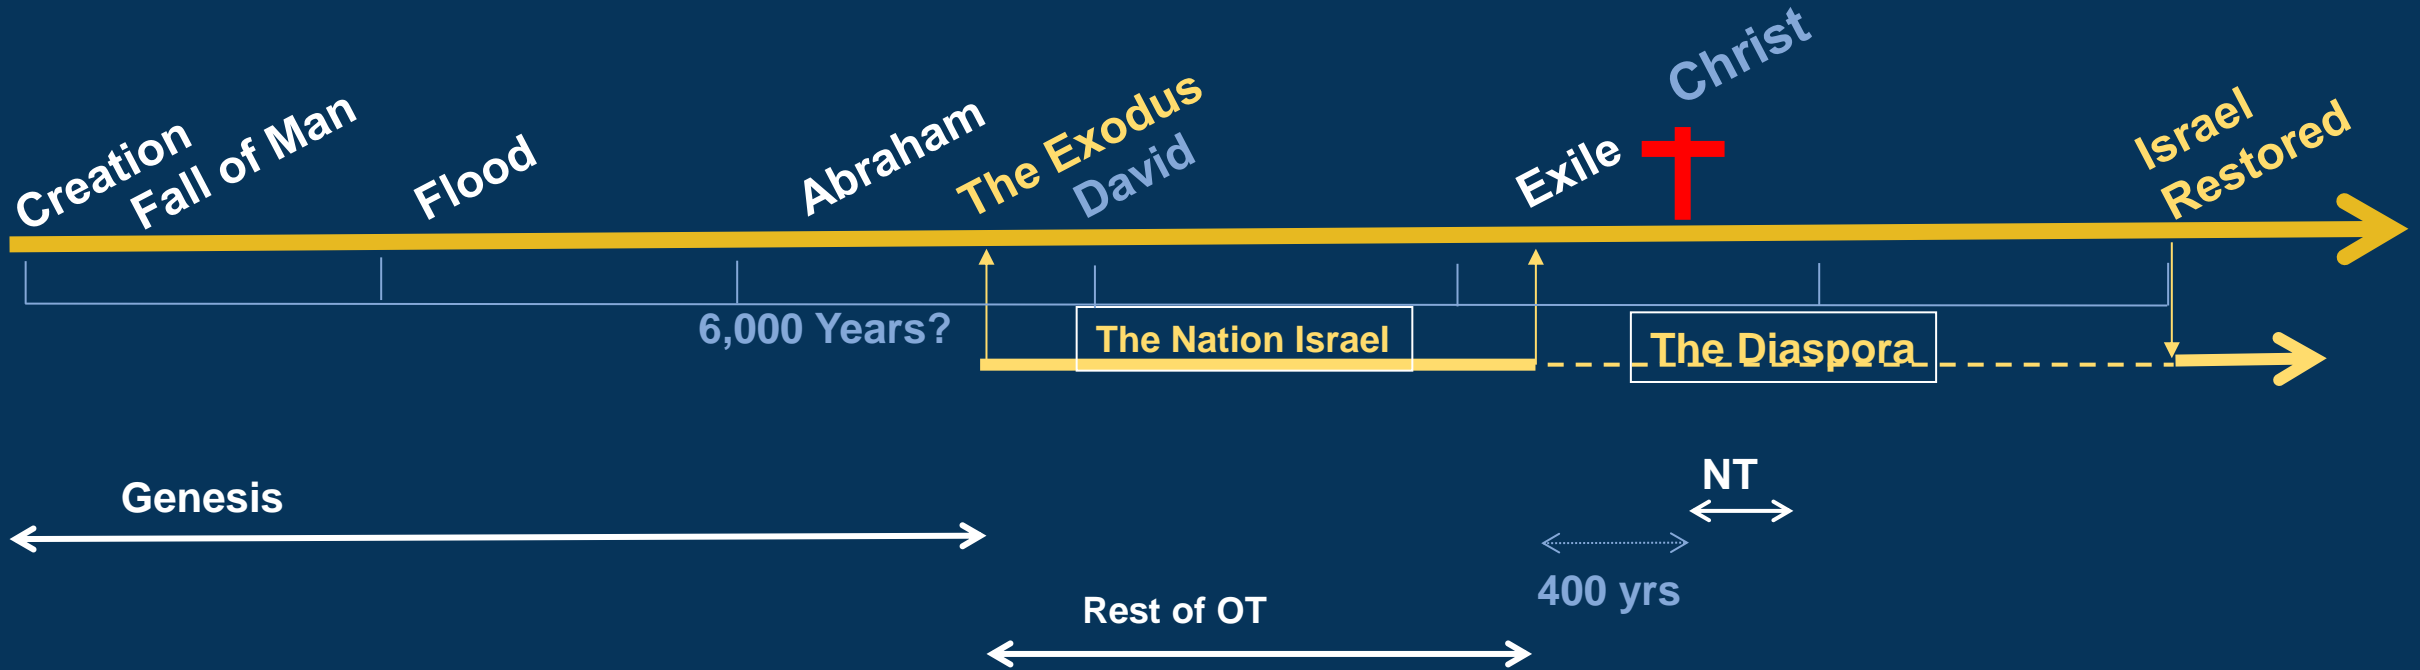 Creation
Fall of Man
Flood
Abraham
The Exodus
David
Exile
Christ
Israel
Restored
6,000 Years?
The Nation Israel
The Diaspora
Genesis
NT
400 yrs
Rest of OT